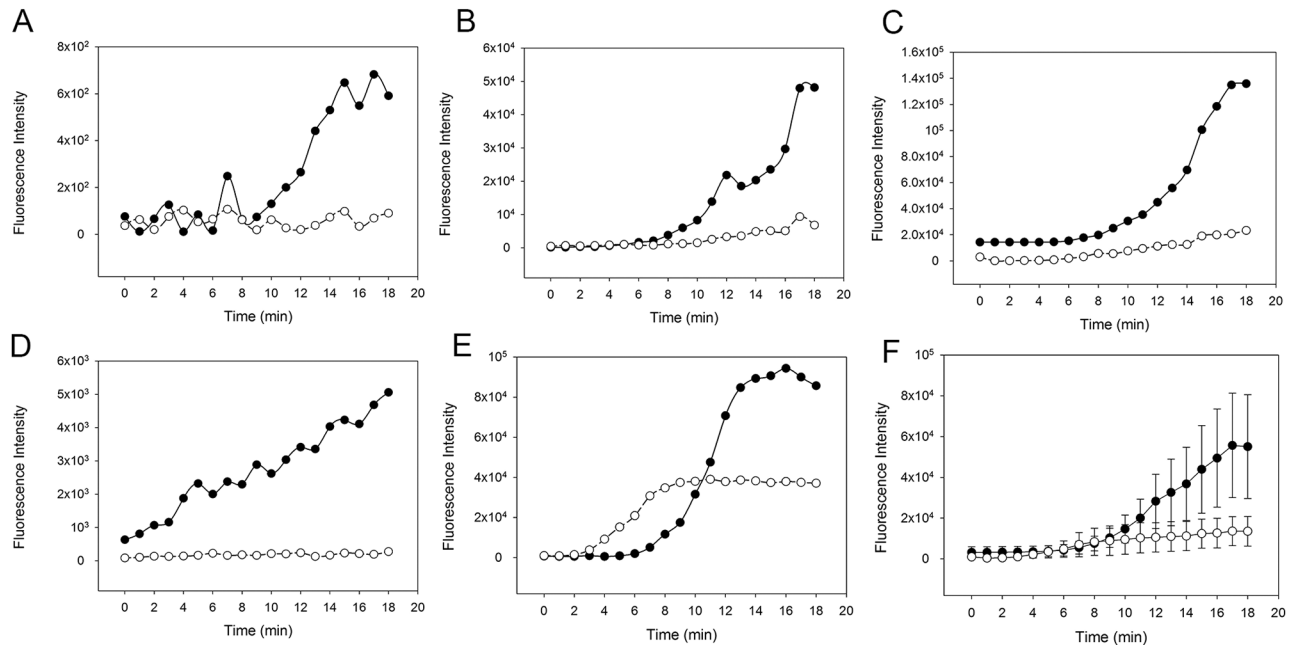 A
Fluorescence Intensity
8x10²
6x10²
4x10²
2x10²
0
0 2 4 6 8 10 12 14 16 18 20
Time (min)
B
Fluorescence Intensity
6x10⁴
5x10⁴
4x10⁴
3x10⁴
2x10⁴
10⁴
0
0 2 4 6 8 10 12 14 16 18 20
Time (min)
C
Fluorescence Intensity
1.6x10⁵
1.4x10⁵
1.2x10⁵
10⁵
8.0x10⁴
6.0x10⁴
4.0x10⁴
2.0x10⁴
0
0 2 4 6 8 10 12 14 16 18 20
Time (min)
D
Fluorescence Intensity
6x10³
5x10³
4x10³
3x10³
2x10³
10³
0
0 2 4 6 8 10 12 14 16 18 20
Time (min)
E
Fluorescence Intensity
10⁵
8x10⁴
6x10⁴
4x10⁴
2x10⁴
0
0 2 4 6 8 10 12 14 16 18 20
Time (min)
F
Fluorescence Intensity
10⁵
8x10⁴
6x10⁴
4x10⁴
2x10⁴
0
0 2 4 6 8 10 12 14 16 18 20
Time (min)